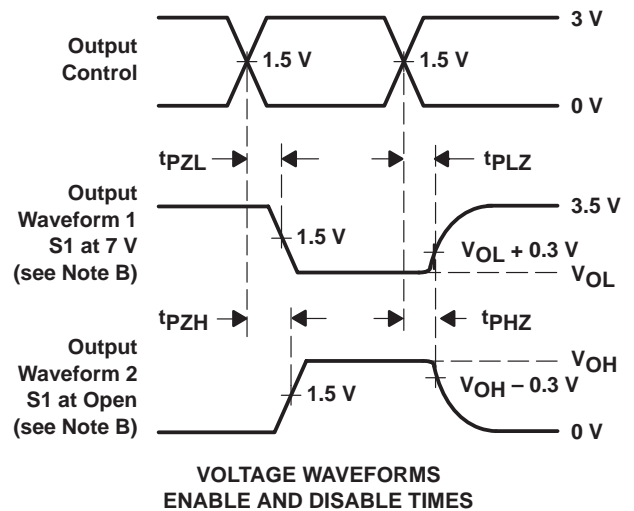 3 V
Output
Control
1.5 V
1.5 V
0 V
tPZL
tPLZ
Output
Waveform 1
S1 at 7 V
(see Note B)
3.5 V
1.5 V
VOL + 0.3 V
VOL
tPZH
tPHZ
Output
Waveform 2
S1 at Open
(see Note B)
VOH
1.5 V
VOH – 0.3 V
0 V
VOLTAGE WAVEFORMS
ENABLE AND DISABLE TIMES